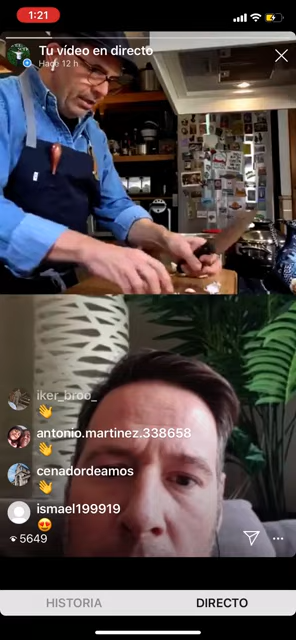 1:21
Tu vídeo en directo
Hace 12 h
iker_broo_
👋
antonio.martinez.338658
👋
cenadordeamos
👋
ismael199919
😍
5649
HISTORIA
DIRECTO